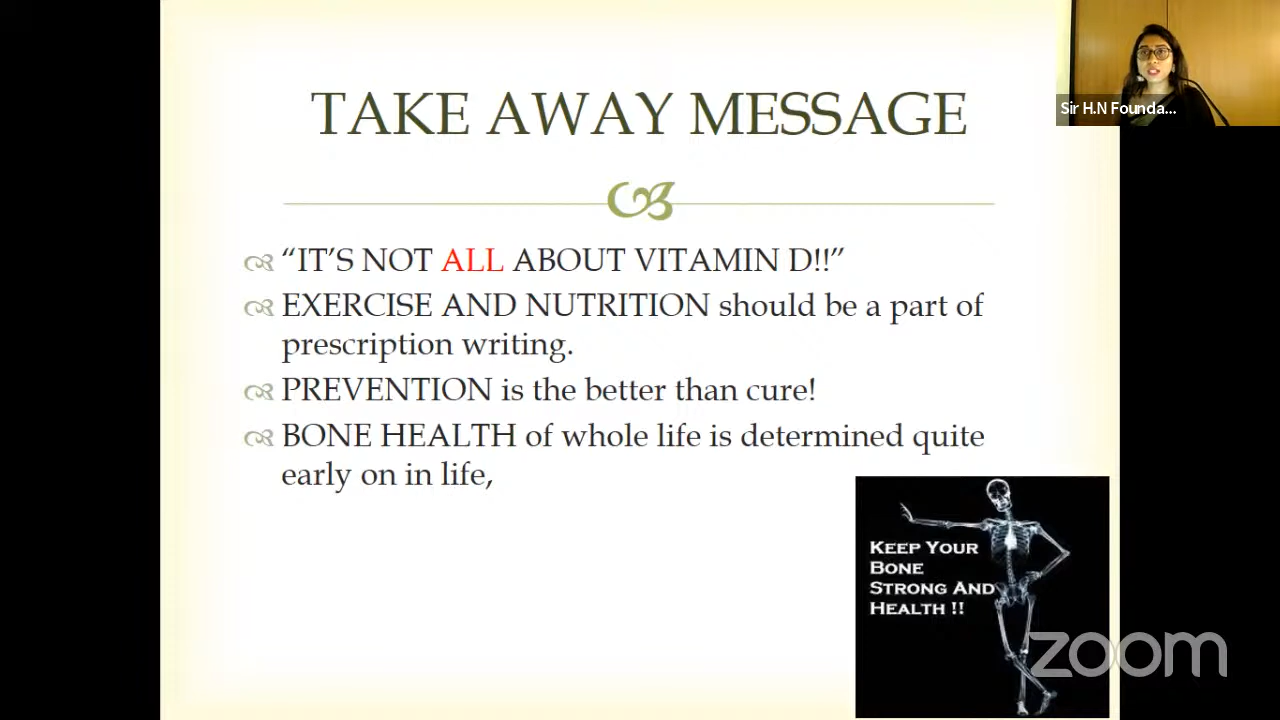 TAKE AWAY MESSAGE
Sir H.N Founda...
“IT’S NOT ALL ABOUT VITAMIN D!!”
EXERCISE AND NUTRITION should be a part of
prescription writing.
PREVENTION is the better than cure!
BONE HEALTH of whole life is determined quite
early on in life,
KEEP YOUR
BONE
STRONG AND
HEALTH !!
zoom